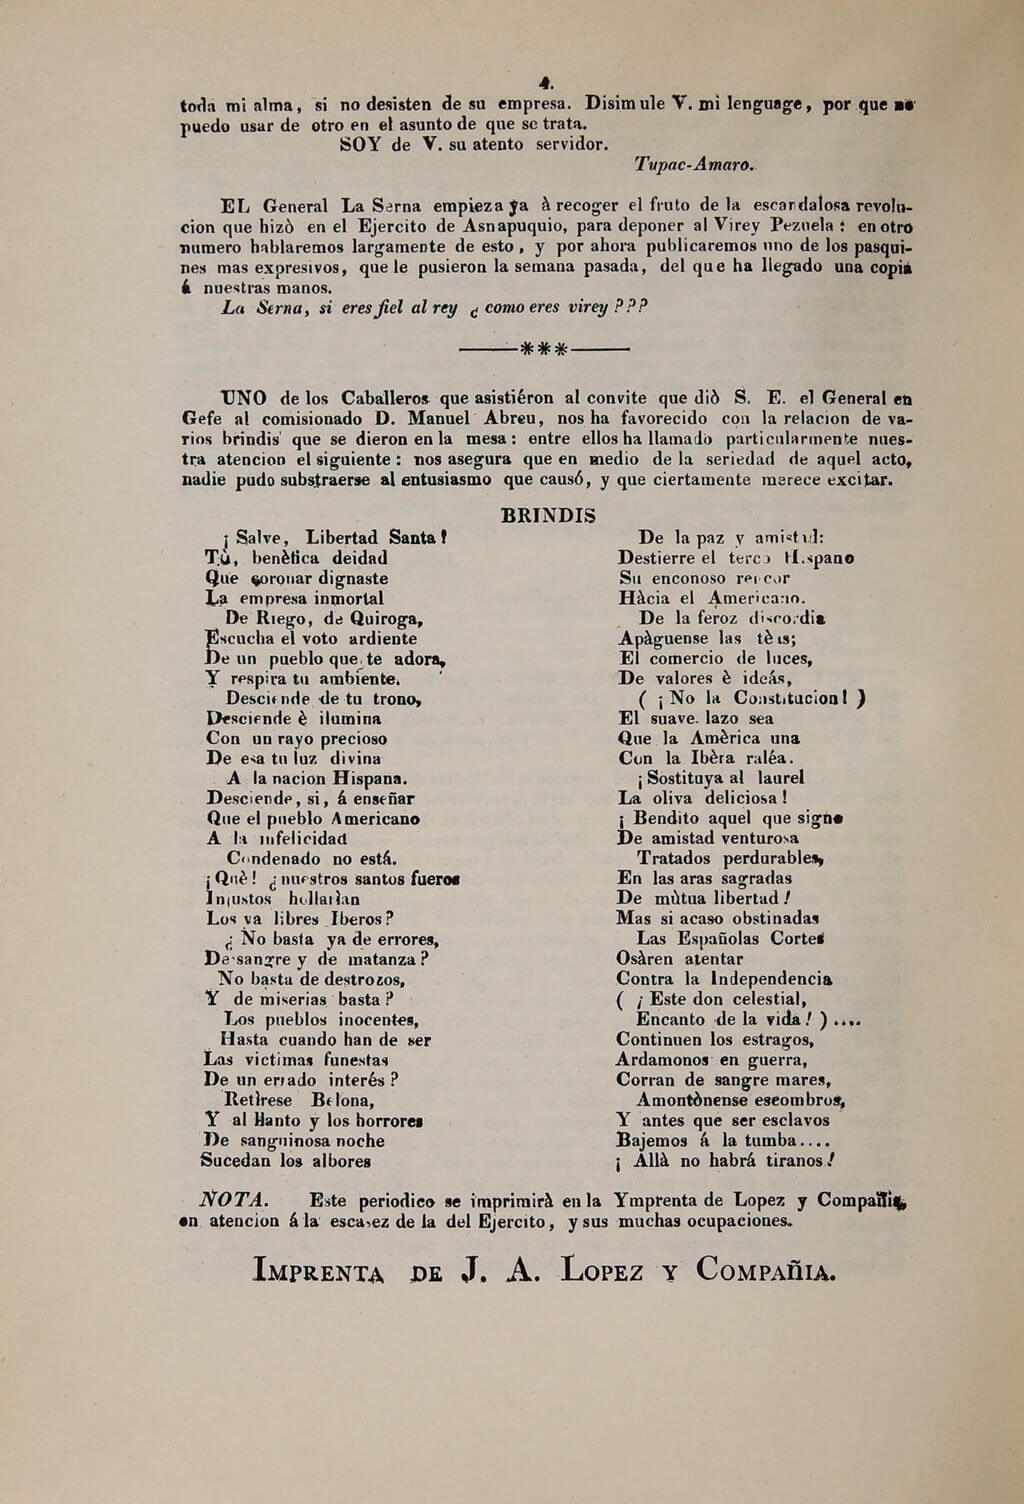 4.
toda mi alma, si no desisten de su empresa. Disimule V. mi lenguage, por que no
puedo usar de otro en el asunto de que se trata.
SOY de V. su atento servidor.
Tupac-Amaro.
EL General La Serna empieza ya à recoger el fruto de la escandalosa revolu-
cion que hizò en el Ejercito de Asnapuquio, para deponer al Virey Pezuela: en otro
numero hablaremos largamente de esto, y por ahora publicaremos uno de los pasqui-
nes mas expresivos, que le pusieron la semana pasada, del que ha llegado una copia
á nuestras manos.
La Serna, si eres fiel al rey ¿ como eres virey ???
***
UNO de los Caballeros que asistiéron al convite que diò S. E. el General en
Gefe al comisionado D. Manuel Abreu, nos ha favorecido con la relacion de va-
rios brindis que se dieron en la mesa: entre ellos ha llamado particularmente nues-
tra atencion el siguiente: nos asegura que en medio de la seriedad de aquel acto,
nadie pudo substraerse al entusiasmo que causó, y que ciertamente merece excitar.
BRINDIS
¡ Salve, Libertad Santa!
Tù, benèfica deidad
Que coronar dignaste
La empresa inmortal
De Riego, de Quiroga,
Escucha el voto ardiente
De un pueblo que te adora,
Y respira tu ambiente.
Desciende de tu trono,
Desciende è ilumina
Con un rayo precioso
De esa tu luz divina
A la nacion Hispana.
Desciende, si, á enseñar
Que el pueblo Americano
A la infelicidad
Condenado no está.
¡Què! ¿ nuestros santos fueros
Injustos hollarian
Los ya libres Iberos?
¿ No basta ya de errores,
De sangre y de matanza?
No basta de destrozos,
Y de miserias basta?
Los pueblos inocentes,
Hasta cuando han de ser
Las victimas funestas
De un errado interés?
Retìrese Belona,
Y al llanto y los horrores
De sanguinosa noche
Sucedan los albores
De la paz y amistad:
Destierre el terco Hispano
Su enconoso rencor
Hàcia el Americano.
De la feroz discordia
Apàguense las tèas;
El comercio de luces,
De valores è ideás,
( ¡ No la Constitucion! )
El suave lazo sea
Que la Amèrica una
Con la Ibèra raléa.
¡ Sostituya al laurel
La oliva deliciosa!
¡ Bendito aquel que signe
De amistad venturosa
Tratados perdurables,
En las aras sagradas
De mùtua libertad!
Mas si acaso obstinadas
Las Españolas Cortes
Osàren atentar
Contra la Independencia
( ¡ Este don celestial,
Encanto de la vida! ) ....
Continuen los estragos,
Ardamonos en guerra,
Corran de sangre mares,
Amontònense escombros,
Y antes que ser esclavos
Bajemos á la tumba....
¡ Allà no habrá tiranos!
NOTA. Este periodico se imprimirà en la Ymprenta de Lopez y Compañia,
en atencion á la escasez de la del Ejercito, y sus muchas ocupaciones.
IMPRENTA DE J. A. LOPEZ Y COMPAñIA.